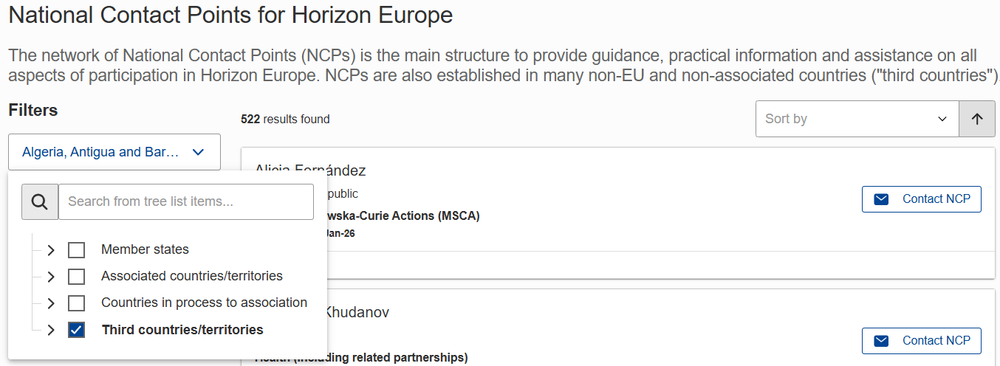 National Contact Points for Horizon Europe
The network of National Contact Points (NCPs) is the main structure to provide guidance, practical information and assistance on all
aspects of participation in Horizon Europe. NCPs are also established in many non-EU and non-associated countries ("third countries")
Filters
522 results found
Sort by
Algeria, Antigua and Bar...
Alicia Fernández
public
Contact NCP
Search from tree list items...
wska-Curie Actions (MSCA)
Jan-26
Member states
Associated countries/territories
Countries in process to association
Khudanov
Third countries/territories
Contact NCP
Health (including related partnerships)